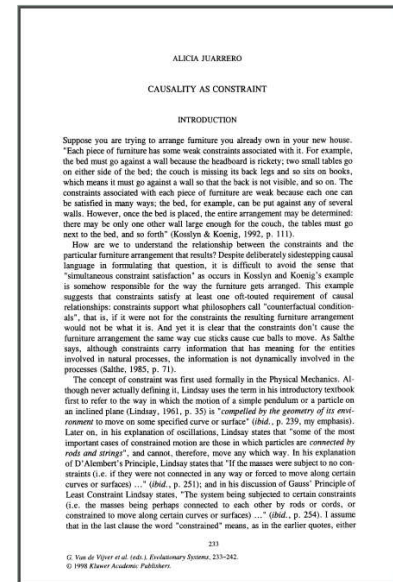 ALICIA JUARRERO
CAUSALITY AS CONSTRAINT
INTRODUCTION
Suppose you are trying to arrange furniture you already own in your new house.
"Each piece of furniture has some weak constraints associated with it. For example,
the bed must go against a wall because the headboard is rickety; two small tables go
on either side of the bed; the couch is missing its back legs and so sits on books,
which means it must go against a wall so that the back is not visible, and so on. The
constraints associated with each piece of furniture are weak because each one can
be satisfied in many ways; the bed, for example, can be put against any of several
walls. However, once the bed is placed, the entire arrangement may be determined:
there may be only one other wall large enough for the couch, the tables must go
next to the bed, and so forth" (Kosslyn & Koenig, 1992, p. 111).
How are we to understand the relationship between the constraints and the
particular furniture arrangement that results? Despite deliberately sidestepping causal
language in formulating that question, it is difficult to avoid the sense that
"simultaneous constraint satisfaction" as occurs in Kosslyn and Koenig's example
is somehow responsible for the way the furniture gets arranged. This example
suggests that constraints satisfy at least one oft-touted requirement of causal
relationships: constraints support what philosophers call "counterfactual condition-
als", that is, if it were not for the constraints the resulting furniture arrangement
would not be what it is. And yet it is clear that the constraints don't cause the
furniture arrangement the same way cue sticks cause cue balls to move. As Salthe
says, although constraints carry information that has meaning for the entities
involved in natural processes, the information is not dynamically involved in the
processes (Salthe, 1985, p. 71).
The concept of constraint was first used formally in the Physical Mechanics. Al-
though never actually defining it, Lindsay uses the term in his introductory textbook
first to refer to the way in which the motion of a simple pendulum or a particle on
an inclined plane (Lindsay, 1961, p. 35) is "compelled by the geometry of its envi-
ronment to move on some specified curve or surface" (ibid., p. 239, my emphasis).
Later on, in his explanation of oscillations, Lindsay states that "some of the most
important cases of constrained motion are those in which particles are connected by
rods and strings", and cannot, therefore, move any which way. In his explanation
of D'Alembert's Principle, Lindsay states that "If the masses were subject to no con-
straints (i.e. if they were not connected in any way or forced to move along certain
curves or surfaces) ..." (ibid., p. 251); and in his discussion of Gauss' Principle of
Least Constraint Lindsay states, "The system being subjected to certain constraints
(i.e. the masses being perhaps connected to each other by rods or cords, or
constrained to move along certain curves or surfaces) ..." (ibid., p. 254). I assume
that in the last clause the word "constrained" means, as in the earlier quotes, either
233
G. Van de Vijver et al. (eds.), Evolutionary Systems, 233–242.
© 1998 Kluwer Academic Publishers.